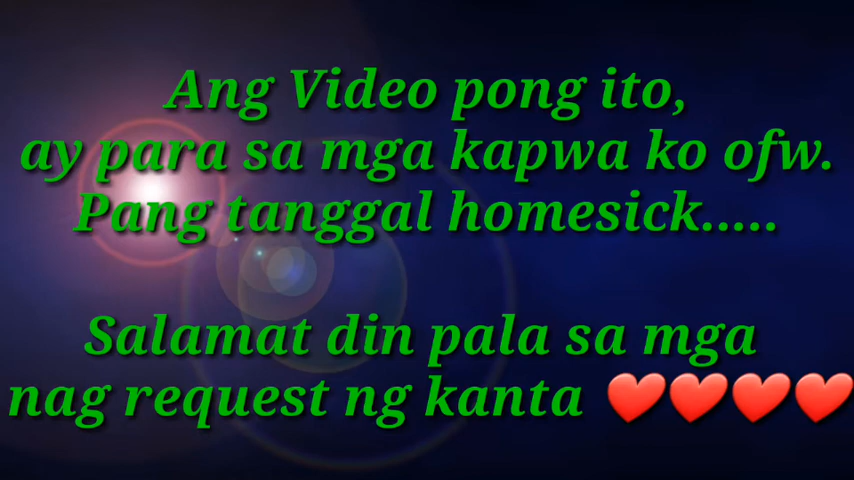 Ang Video pong ito,
ay para sa mga kapwa ko ofw.
Pang tanggal homesick.....
Salamat din pala sa mga
nag request ng kanta ❤❤❤❤